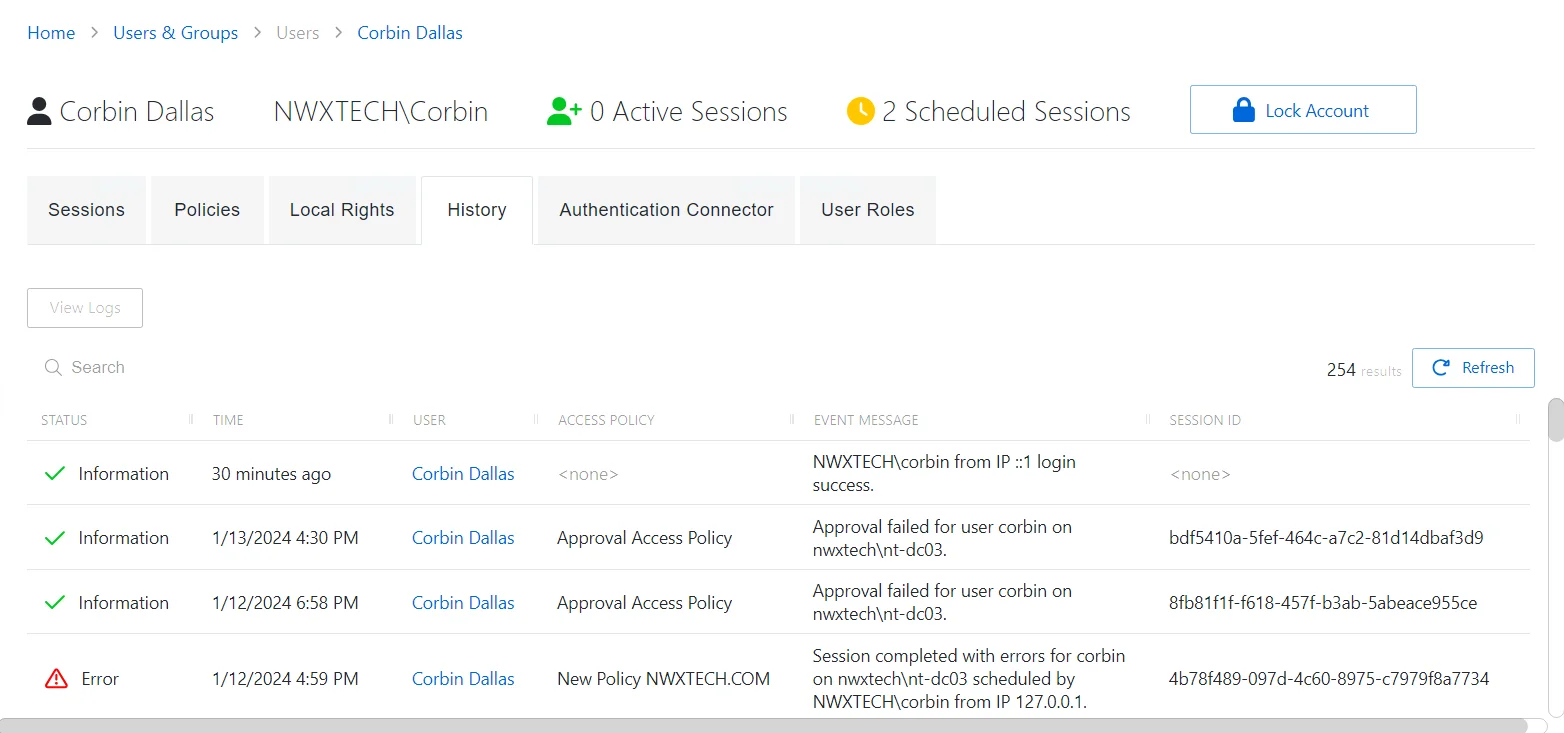 Home > Users & Groups > Users > Corbin Dallas
Corbin Dallas NWXTECH\Corbin 0 Active Sessions 2 Scheduled Sessions Lock Account
Sessions Policies Local Rights History Authentication Connector User Roles
View Logs
Search 254 results Refresh
STATUS TIME USER ACCESS POLICY EVENT MESSAGE SESSION ID
Information 30 minutes ago Corbin Dallas <none> NWXTECH\corbin from IP ::1 login
success.
<none>
Information 1/13/2024 4:30 PM Corbin Dallas Approval Access Policy Approval failed for user corbin on
nwxtech\nt-dc03.
bdf5410a-5fef-464c-a7c2-81d14dbaf3d9
Information 1/12/2024 6:58 PM Corbin Dallas Approval Access Policy Approval failed for user corbin on
nwxtech\nt-dc03.
8fb81f1f-f618-457f-b3ab-5abeace955ce
Error 1/12/2024 4:59 PM Corbin Dallas New Policy NWXTECH.COM Session completed with errors for corbin
on nwxtech\nt-dc03 scheduled by
NWXTECH\corbin from IP 127.0.0.1.
4b78f489-097d-4c60-8975-c7979f8a7734